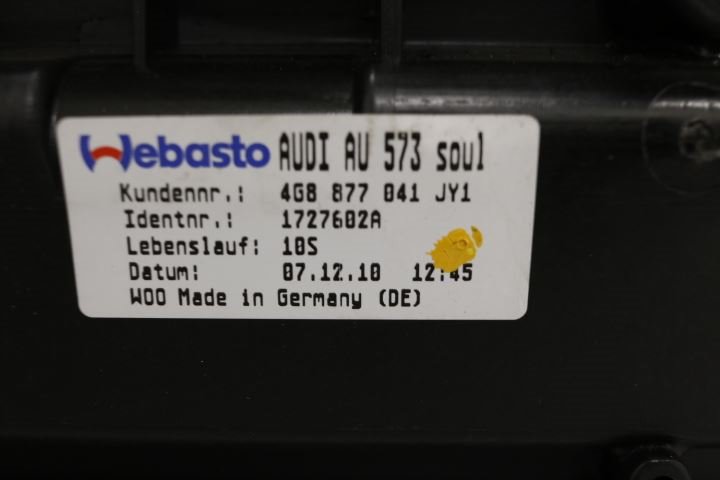 Webasto AUDI AU 573 soul
Kundennr.: 4G8 877 041 JY1
Identnr.: 1727602A
Lebenslauf: 10S
Datum: 07.12.10 12:45
WOO Made in Germany (DE)